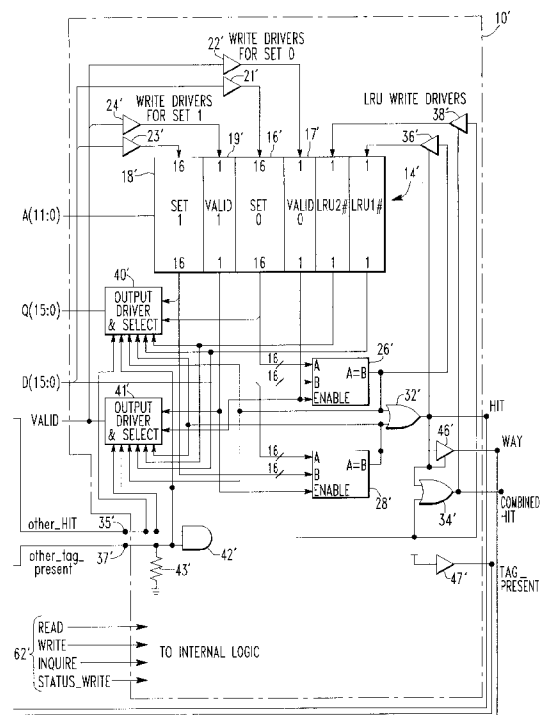 10'
22' WRITE DRIVERS
FOR SET 0
21'
24' WRITE DRIVERS
FOR SET 1
23'
LRU WRITE DRIVERS
38'
36'
19' 16' 17'
18'
14'
16 1 16 1 1 1
A(11:0)
SET 1
VALID 1
SET 0
VALID 0
LRU2#
LRU1#
16 1 16 1 1 1
40'
Q(15:0)
OUTPUT
DRIVER
& SELECT
26'
16 A A=B
16 B
ENABLE
D(15:0)
41'
VALID
OUTPUT
DRIVER
& SELECT
32'
HIT
46'
WAY
16 A A=B
16 B
ENABLE
28'
34'
COMBINED
HIT
other_HIT
35'
other_tag_
present
37'
42'
43'
47'
TAG_
PRESENT
62'
READ
WRITE
INQUIRE
STATUS_WRITE
TO INTERNAL LOGIC